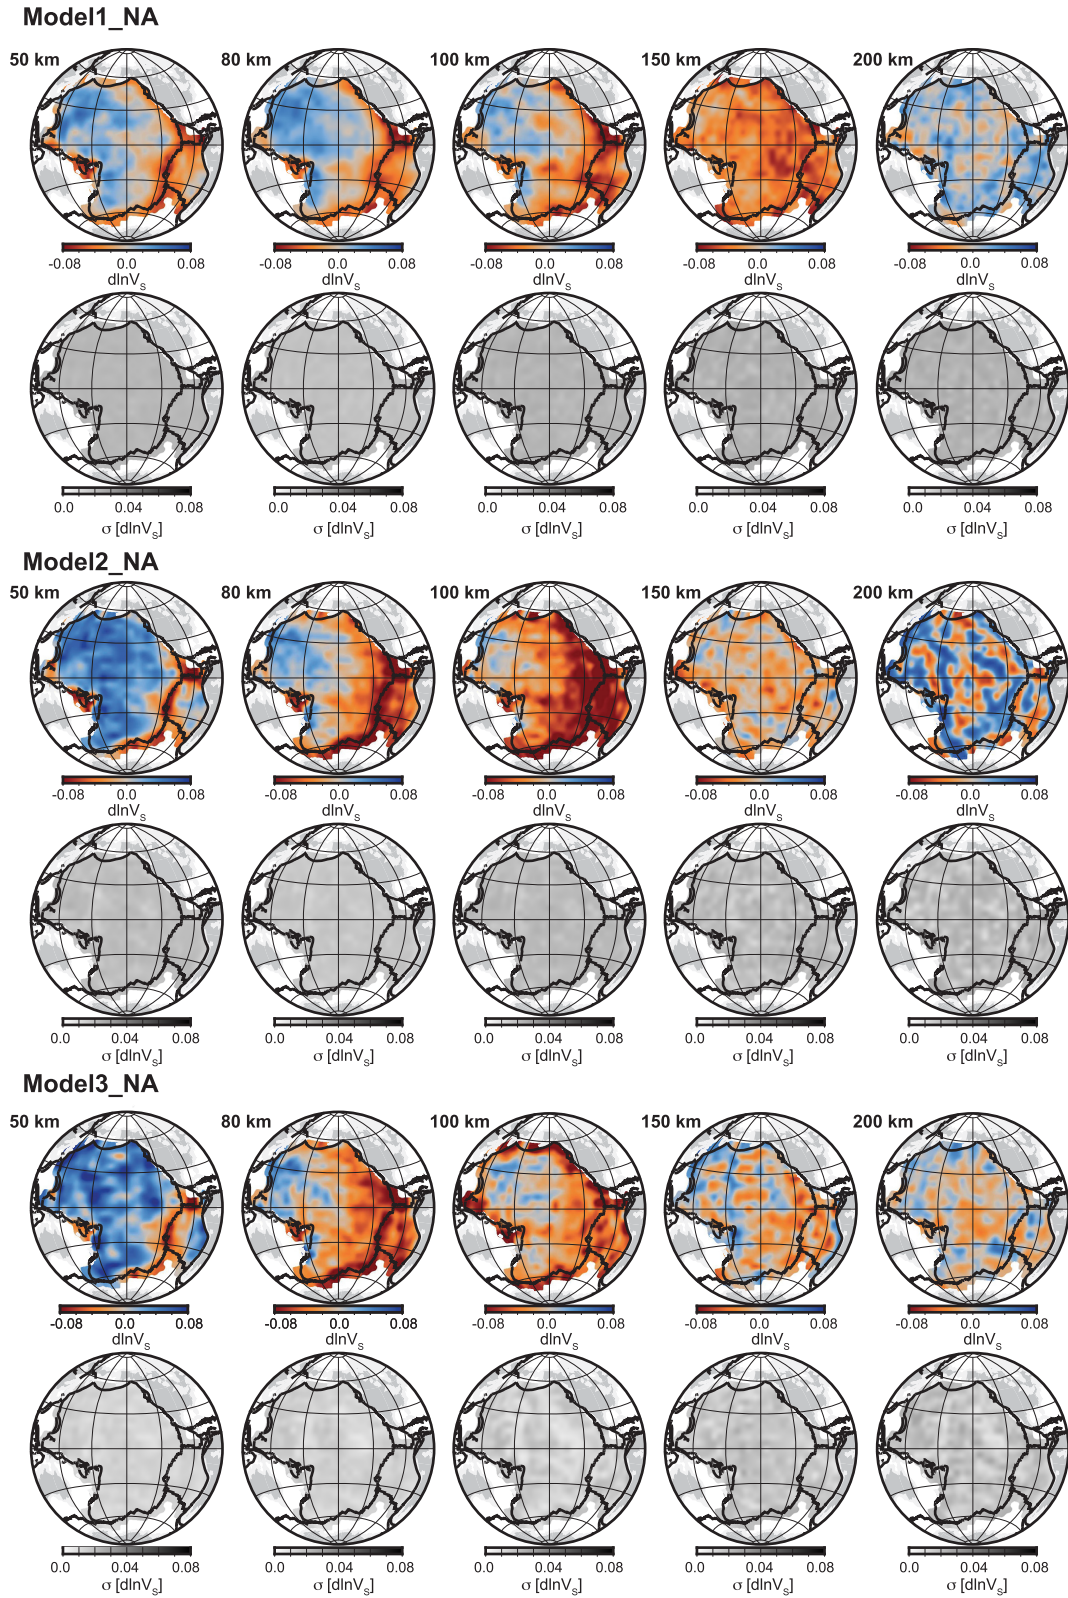 Model1_NA
50 km 80 km 100 km 150 km 200 km
-0.08 0.0 0.08 -0.08 0.0 0.08 -0.08 0.0 0.08 -0.08 0.0 0.08 -0.08 0.0 0.08
dlnVS dlnVS dlnVS dlnVS dlnVS
0.0 0.04 0.08 0.0 0.04 0.08 0.0 0.04 0.08 0.0 0.04 0.08 0.0 0.04 0.08
σ [dlnVS] σ [dlnVS] σ [dlnVS] σ [dlnVS] σ [dlnVS]
Model2_NA
50 km 80 km 100 km 150 km 200 km
-0.08 0.0 0.08 -0.08 0.0 0.08 -0.08 0.0 0.08 -0.08 0.0 0.08 -0.08 0.0 0.08
dlnVS dlnVS dlnVS dlnVS dlnVS
0.0 0.04 0.08 0.0 0.04 0.08 0.0 0.04 0.08 0.0 0.04 0.08 0.0 0.04 0.08
σ [dlnVS] σ [dlnVS] σ [dlnVS] σ [dlnVS] σ [dlnVS]
Model3_NA
50 km 80 km 100 km 150 km 200 km
-0.08 0.0 0.08 -0.08 0.0 0.08 -0.08 0.0 0.08 -0.08 0.0 0.08 -0.08 0.0 0.08
dlnVS dlnVS dlnVS dlnVS dlnVS
0.0 0.04 0.08 0.0 0.04 0.08 0.0 0.04 0.08 0.0 0.04 0.08 0.0 0.04 0.08
σ [dlnVS] σ [dlnVS] σ [dlnVS] σ [dlnVS] σ [dlnVS]